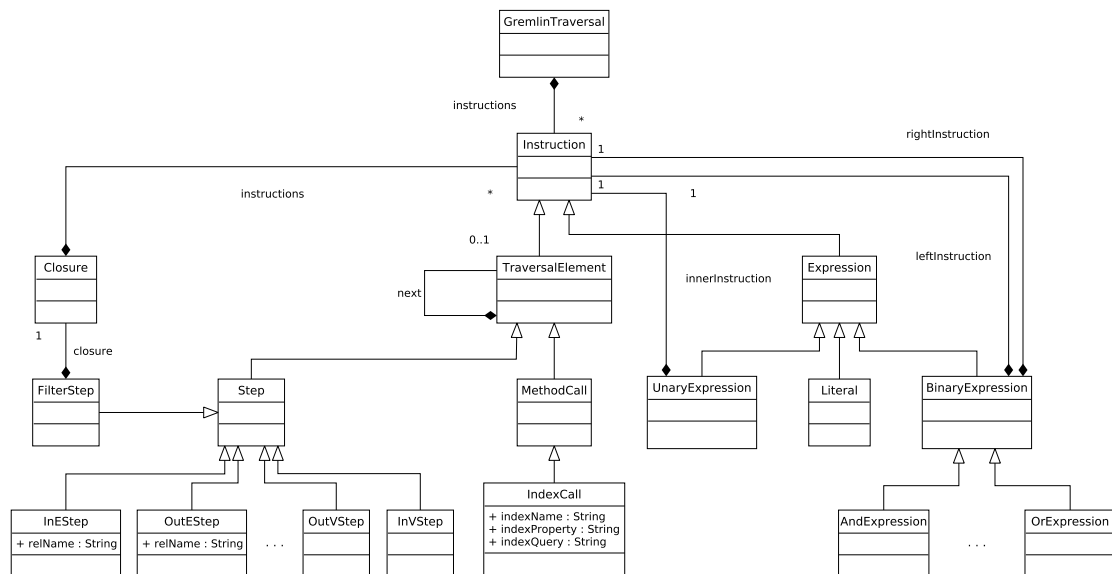 GremlinTraversal
instructions
*
Instruction
1
rightInstruction
1
1
instructions
*
0..1
Closure
TraversalElement
Expression
leftInstruction
innerInstruction
next
1
closure
FilterStep
Step
MethodCall
UnaryExpression
Literal
BinaryExpression
InEStep
+ relName : String
OutEStep
+ relName : String
. . .
OutVStep
InVStep
IndexCall
+ indexName : String
+ indexProperty : String
+ indexQuery : String
AndExpression
. . .
OrExpression